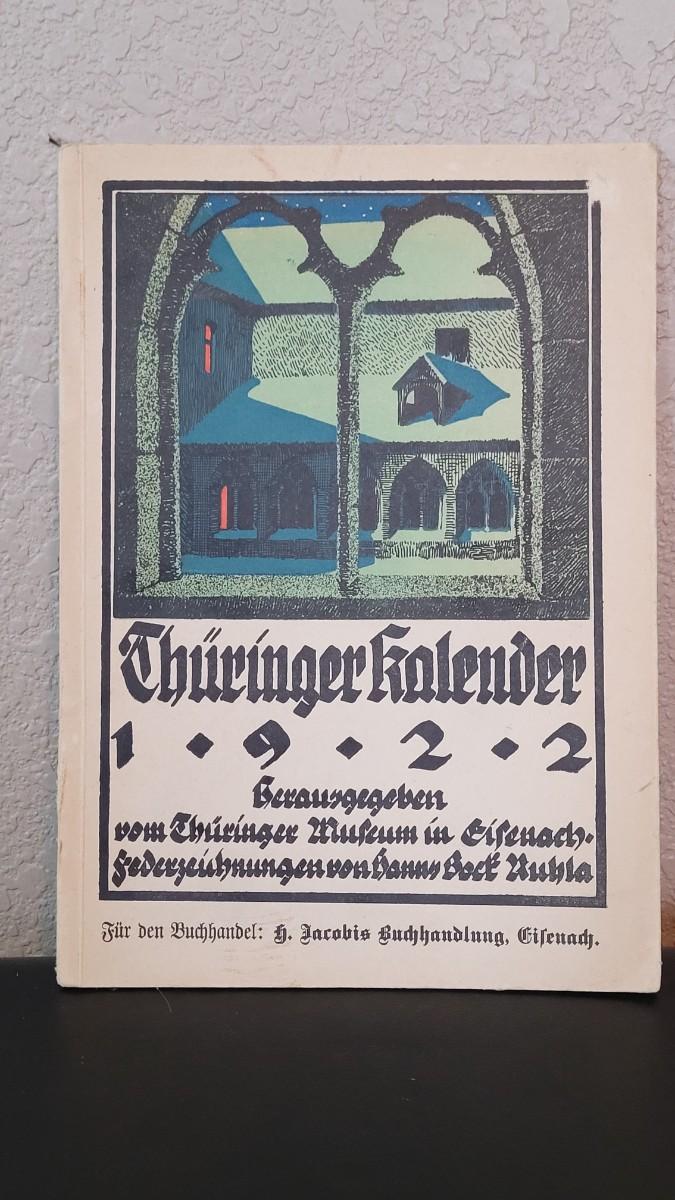 Thüringer Kalender
1 ⬥ 9 ⬥ 2 ⬥ 2
Herausgegeben
vom Thüringer Museum in Eisenach ·
Federzeichnungen von Hanns Bock Ruhla
Für den Buchhandel: H. Jacobis Buchhandlung, Eisenach.